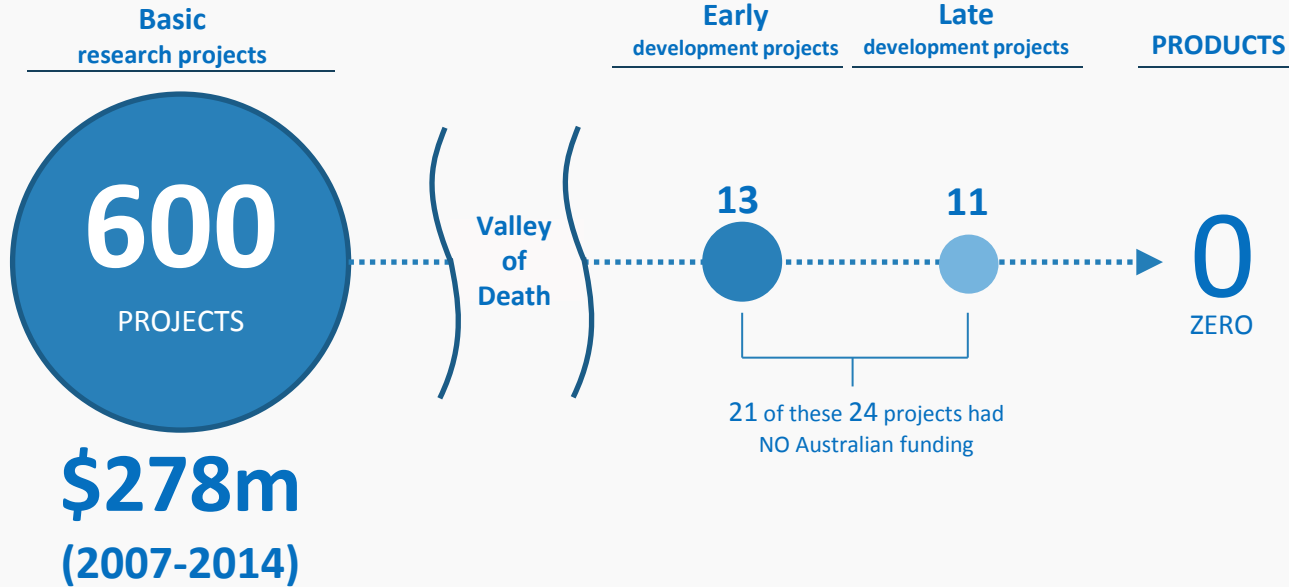 Basic
research projects
Early
development projects
Late
development projects
PRODUCTS
600
PROJECTS
$278m
(2007-2014)
Valley
of
Death
13
11
21 of these 24 projects had
NO Australian funding
0
ZERO